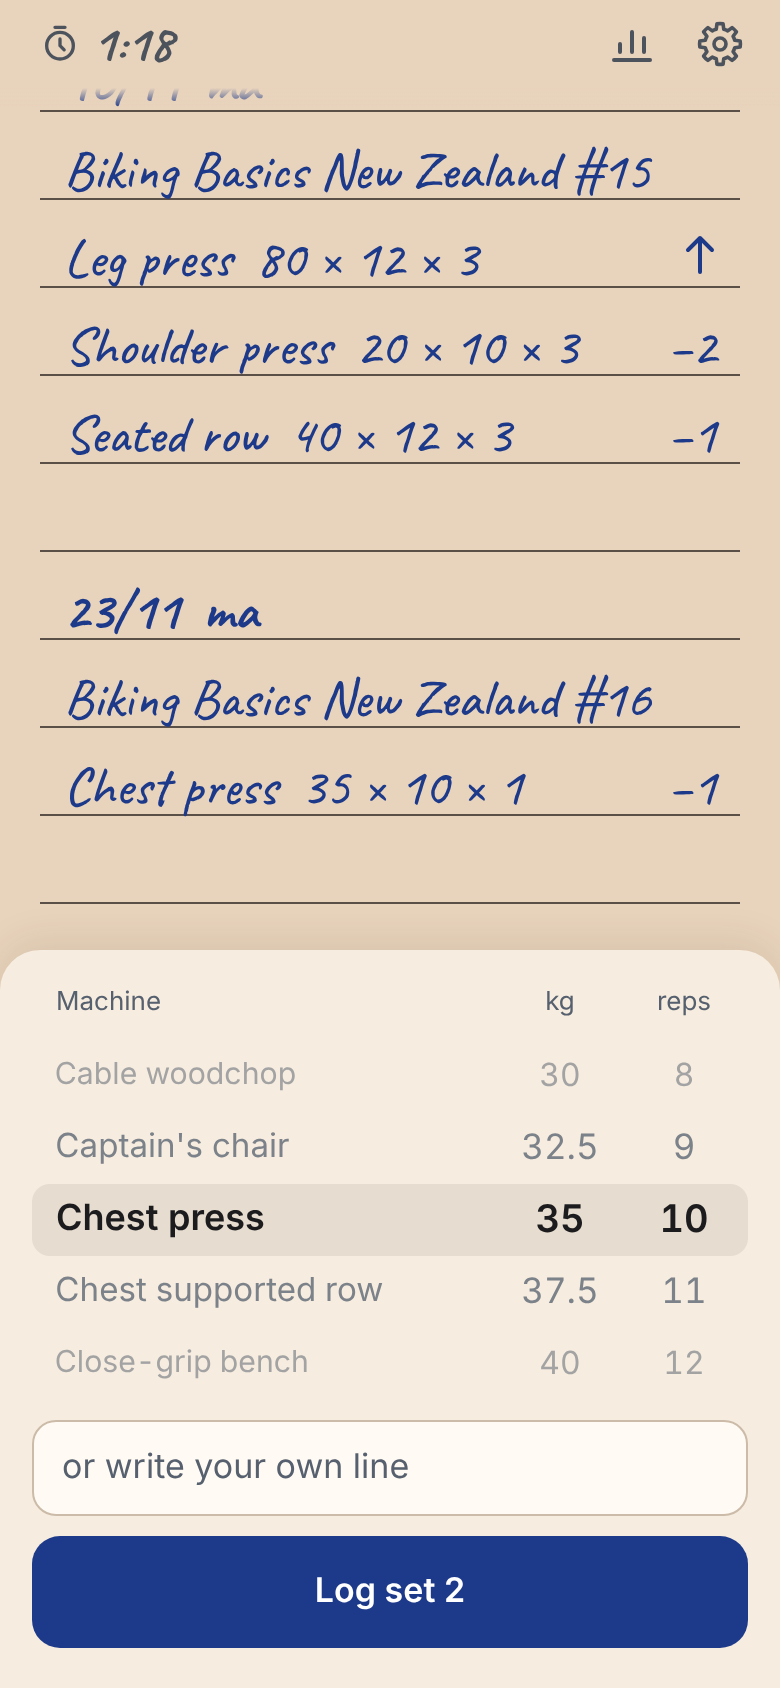 1:18
Biking Basics New Zealand #15
Leg press 80 × 12 × 3 ↑
Shoulder press 20 × 10 × 3 –2
Seated row 40 × 12 × 3 –1
23/11 ma
Biking Basics New Zealand #16
Chest press 35 × 10 × 1 –1
Machine kg reps
Cable woodchop 30 8
Captain's chair 32.5 9
Chest press 35 10
Chest supported row 37.5 11
Close-grip bench 40 12
or write your own line
Log set 2